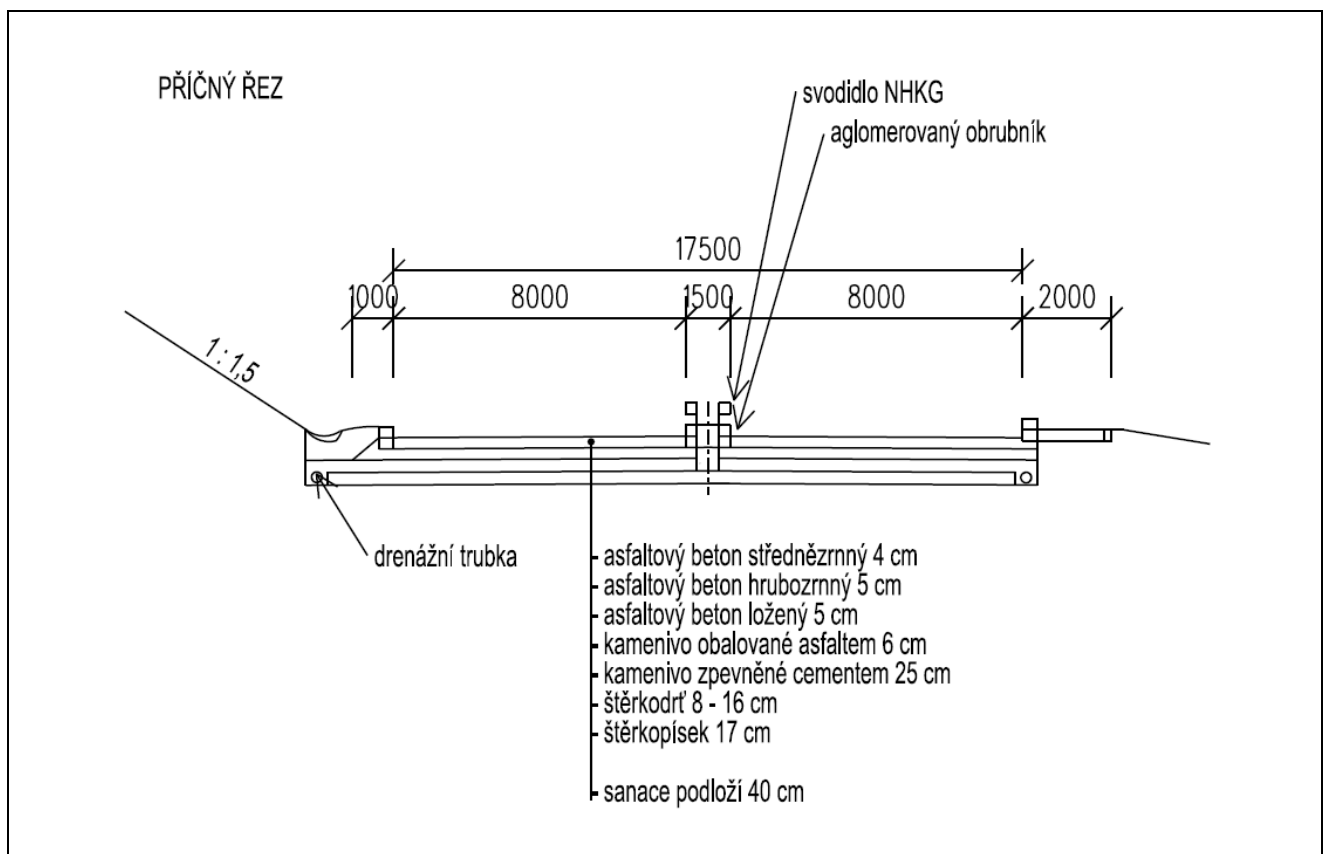 PŘÍČNÝ ŘEZ
svodidlo NHKG
aglomerovaný obrubník
17500
1000 8000 1500 8000 2000
1 : 1,5
drenážní trubka
asfaltový beton střednězrnný 4 cm
asfaltový beton hrubozrnný 5 cm
asfaltový beton ložený 5 cm
kamenivo obalované asfaltem 6 cm
kamenivo zpevněné cementem 25 cm
štěrkodrť 8 - 16 cm
štěrkopísek 17 cm
sanace podloží 40 cm